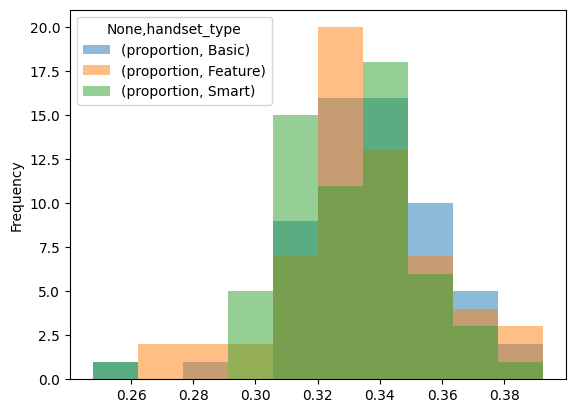 None,handset_type
(proportion, Basic)
(proportion, Feature)
(proportion, Smart)
Frequency
20.0
17.5
15.0
12.5
10.0
7.5
5.0
2.5
0.0
0.26 0.28 0.30 0.32 0.34 0.36 0.38